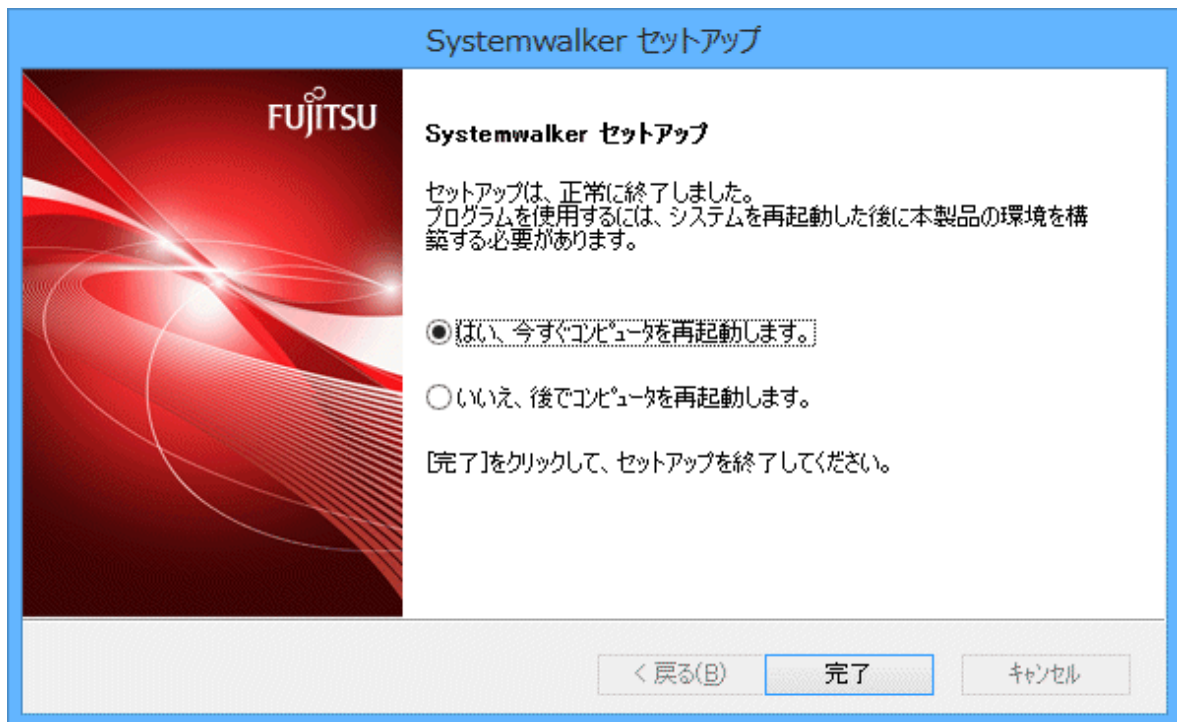 Systemwalker セットアップ
FUJITSU
Systemwalker セットアップ
セットアップは、正常に終了しました。
プログラムを使用するには、システムを再起動した後に本製品の環境を構
築する必要があります。
はい、今すぐコンピュータを再起動します。
いいえ、後でコンピュータを再起動します。
[完了]をクリックして、セットアップを終了してください。
< 戻る(B)
完了
キャンセル